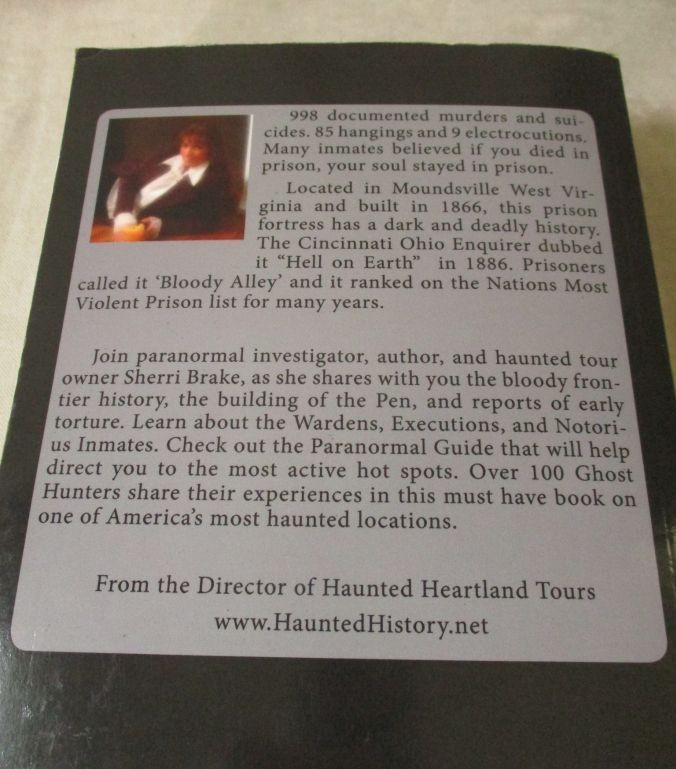 998 documented murders and sui-
cides. 85 hangings and 9 electrocutions.
Many inmates believed if you died in
prison, your soul stayed in prison.
Located in Moundsville West Vir-
ginia and built in 1866, this prison
fortress has a dark and deadly history.
The Cincinnati Ohio Enquirer dubbed
it “Hell on Earth” in 1886. Prisoners
called it ‘Bloody Alley’ and it ranked on the Nations Most
Violent Prison list for many years.
Join paranormal investigator, author, and haunted tour
owner Sherri Brake, as she shares with you the bloody fron-
tier history, the building of the Pen, and reports of early
torture. Learn about the Wardens, Executions, and Notori-
us Inmates. Check out the Paranormal Guide that will help
direct you to the most active hot spots. Over 100 Ghost
Hunters share their experiences in this must have book on
one of America’s most haunted locations.
From the Director of Haunted Heartland Tours
www.HauntedHistory.net